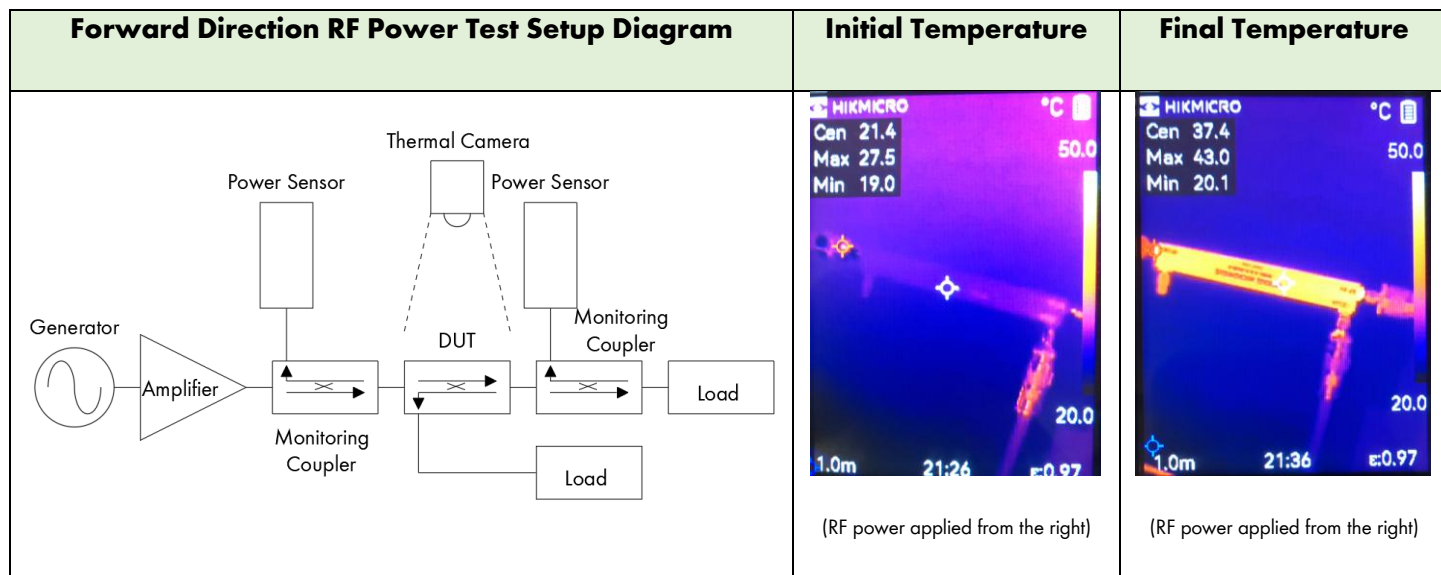 Forward Direction RF Power Test Setup Diagram
Initial Temperature
Final Temperature
Thermal Camera
Power Sensor
Power Sensor
Generator
Amplifier
Monitoring
Coupler
DUT
Monitoring
Coupler
Load
Load
HIKMICRO
°C
Cen 21.4
Max 27.5
Min 19.0
50.0
20.0
1.0m
21:26
ε:0.97
(RF power applied from the right)
HIKMICRO
°C
Cen 37.4
Max 43.0
Min 20.1
50.0
20.0
1.0m
21:36
ε:0.97
(RF power applied from the right)